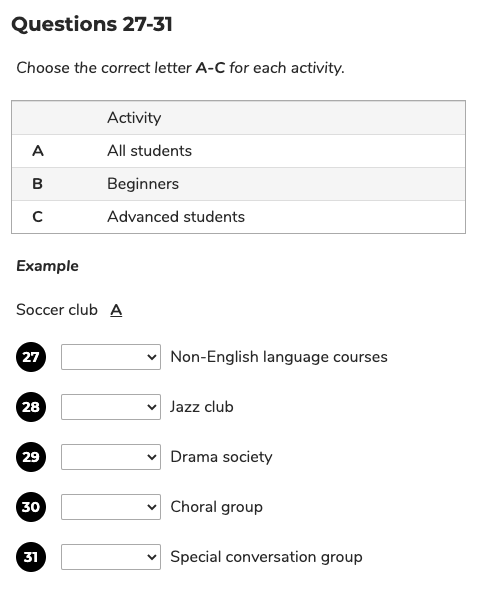 Questions 27-31
Choose the correct letter A-C for each activity.
Activity
A All students
B Beginners
C Advanced students
Example
Soccer club A
27 Non-English language courses
28 Jazz club
29 Drama society
30 Choral group
31 Special conversation group